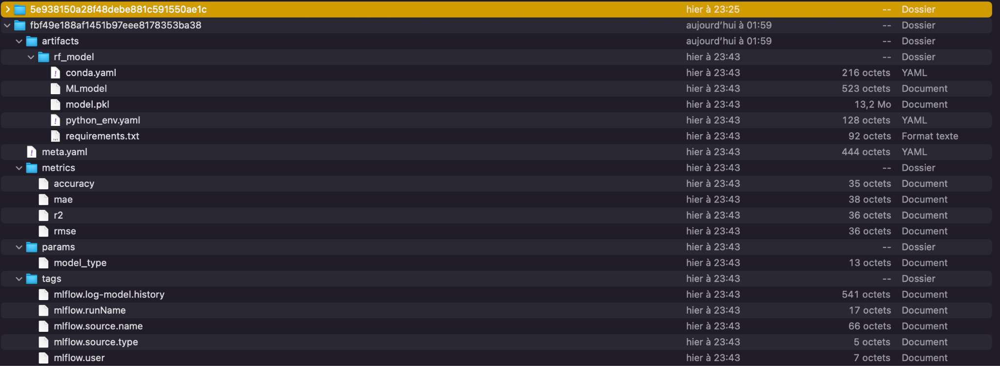 5e938150a28f48debe881c591550ae1c hier à 23:25 -- Dossier
fbf49e188af1451b97eee8178353ba38 aujourd’hui à 01:59 -- Dossier
artifacts aujourd’hui à 01:59 -- Dossier
rf_model hier à 23:43 -- Dossier
conda.yaml hier à 23:43 216 octets YAML
MLmodel hier à 23:43 523 octets Document
model.pkl hier à 23:43 13,2 Mo Document
python_env.yaml hier à 23:43 128 octets YAML
requirements.txt hier à 23:43 92 octets Format texte
meta.yaml hier à 23:43 444 octets YAML
metrics hier à 23:43 -- Dossier
accuracy hier à 23:43 35 octets Document
mae hier à 23:43 38 octets Document
r2 hier à 23:43 36 octets Document
rmse hier à 23:43 36 octets Document
params hier à 23:43 -- Dossier
model_type hier à 23:43 13 octets Document
tags hier à 23:43 -- Dossier
mlflow.log-model.history hier à 23:43 541 octets Document
mlflow.runName hier à 23:43 17 octets Document
mlflow.source.name hier à 23:43 66 octets Document
mlflow.source.type hier à 23:43 5 octets Document
mlflow.user hier à 23:43 7 octets Document